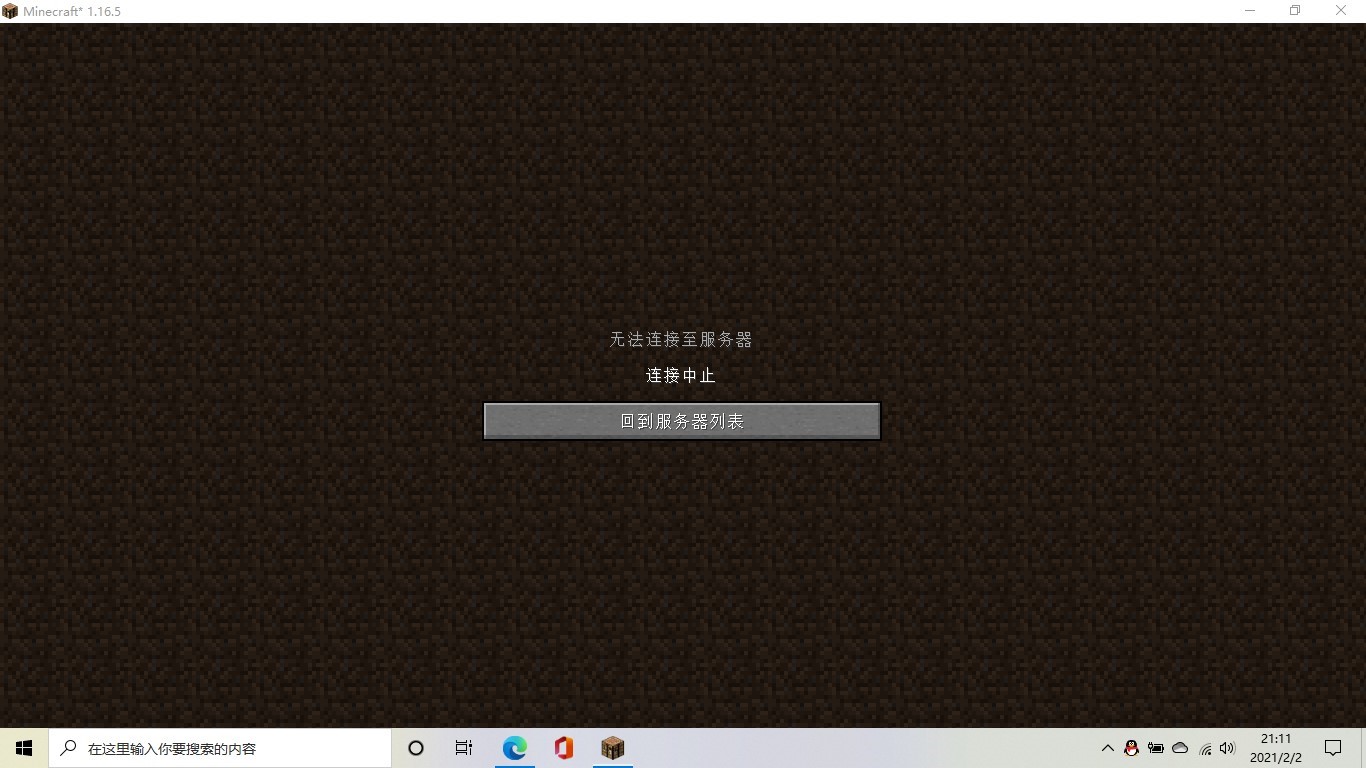 Minecraft* 1.16.5
无法连接至服务器
连接中止
回到服务器列表
在这里输入你要搜索的内容
21:11
2021/2/2